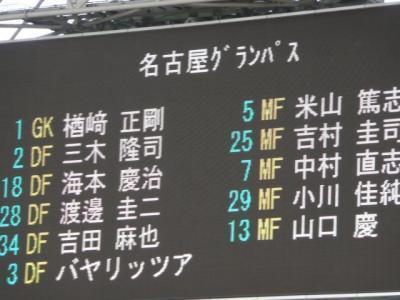 名古屋グランパス
1 GK 楢﨑 正剛
2 DF 三木 隆司
18 DF 海本 慶治
28 DF 渡邊 圭二
34 DF 吉田 麻也
3 DF バヤリッツア
5 MF 米山 篤志
25 MF 吉村 圭司
7 MF 中村 直志
29 MF 小川 佳純
13 MF 山口 慶